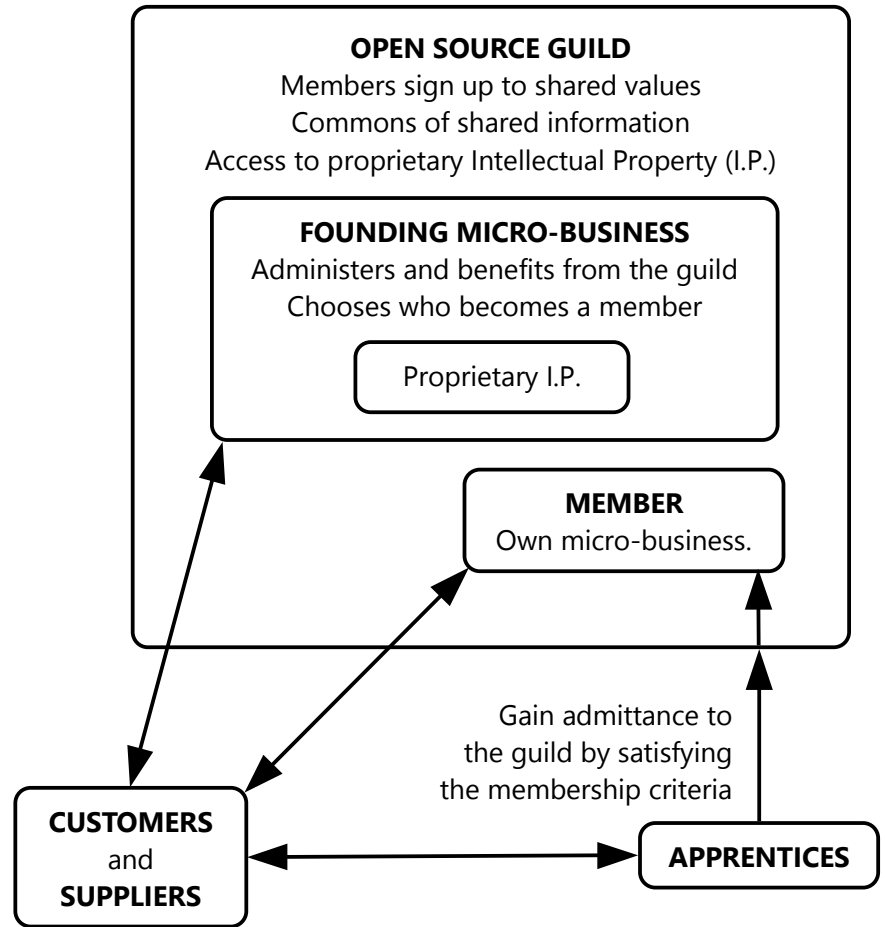 OPEN SOURCE GUILD
Members sign up to shared values
Commons of shared information
Access to proprietary Intellectual Property (I.P.)
FOUNDING MICRO-BUSINESS
Administers and benefits from the guild
Chooses who becomes a member
Proprietary I.P.
MEMBER
Own micro-business.
Gain admittance to
the guild by satisfying
the membership criteria
CUSTOMERS
and
SUPPLIERS
APPRENTICES